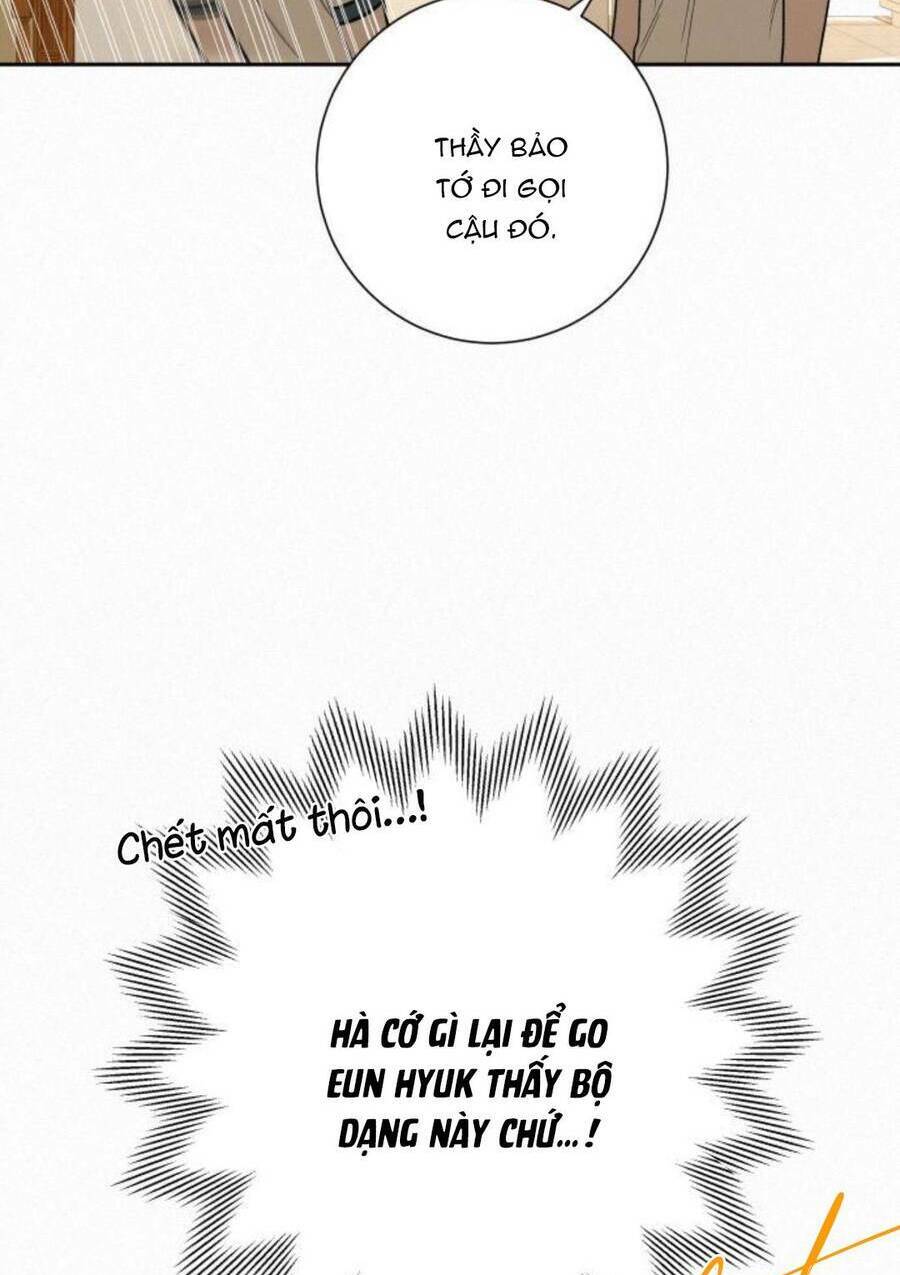 THẦY BẢO
TỚ ĐI GỌI
CẬU ĐÓ.
Chết mất thôi...!
HÀ CỚ GÌ LẠI ĐỂ GO
EUN HYUK THẤY BỘ
DẠNG NÀY CHỨ...!